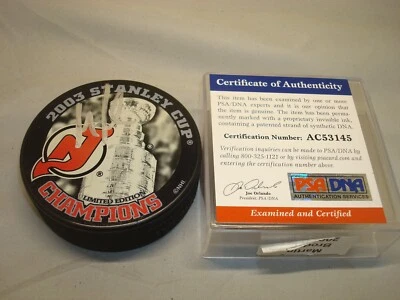 2003 STANLEY CUP®
LIMITED EDITION
CHAMPIONS
©NHL
Certificate of Authenticity
This item has been examined by one or more
PSA/DNA experts and it is our opinion
that the item is genuine. The item has been permanently
marked with a proprietary invisible ink,
containing a patented strand of synthetic DNA.
Certification Number: AC53145
Verification inquiries can be made to PSA/DNA by
calling 800-325-1121 or by visiting psacard.com and
entering the certification number above.
Joe Orlando
President, PSA/DNA
PSA DNA
AUTHENTICATION SERVICES
Examined and Certified